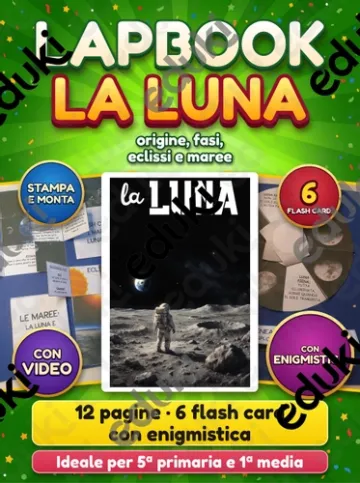 LAPBOOK
LA LUNA
origine, fasi,
eclissi e maree
STAMPA
E MONTA
6
FLASH CARD
la LUNA
LE MAREE:
LA LUNA E
CON
VIDEO
CON
ENIGMISTICA
12 pagine · 6 flash card
con enigmistica
Ideale per 5ª primaria e 1ª media
eduki
eduki
eduki
eduki
eduki
eduki